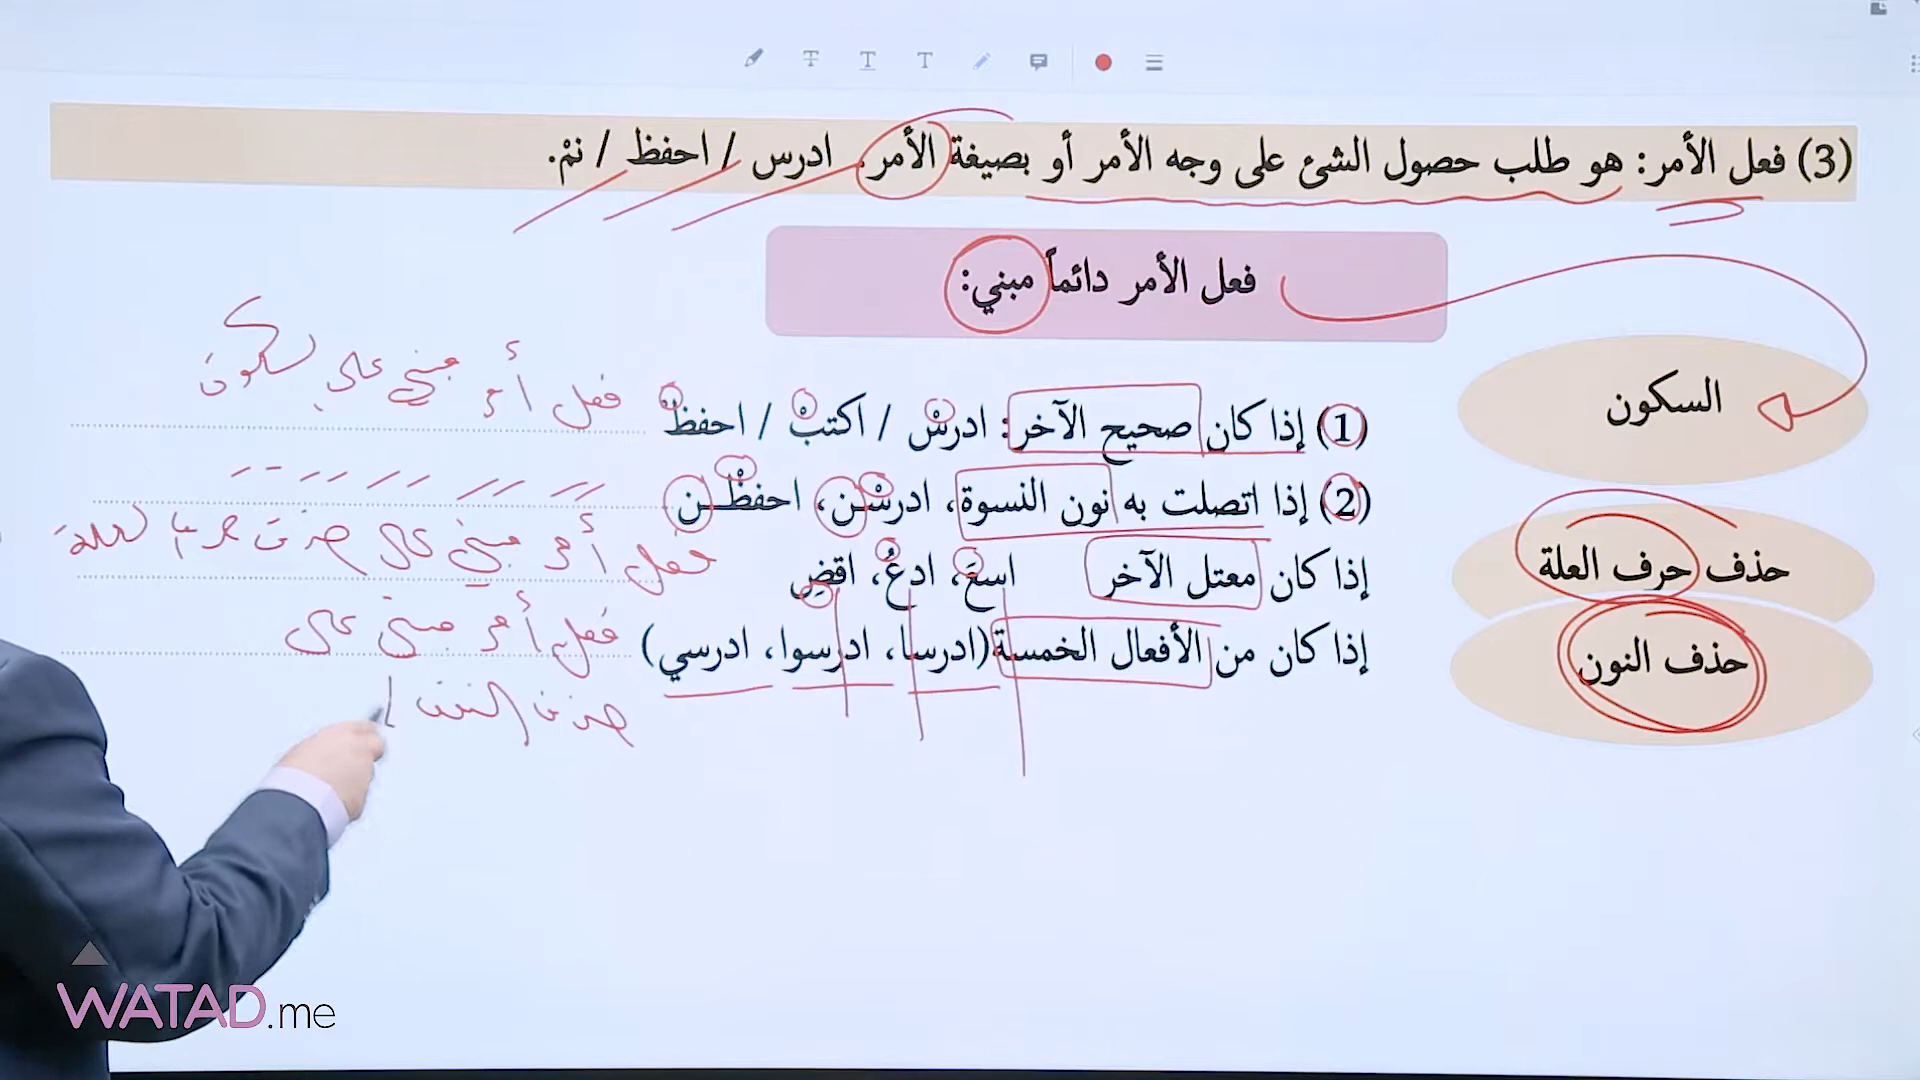 (3) فعل الأمر: هو طلب حصول الشئ على وجه الأمر أو بصيغة الأمر. ادرس / احفظ / نمْ.
فعل الأمر دائماً مبني:
السكون
(1) إذا كان صحيح الآخر: ادرسْ / اكتبْ / احفظْ
فعل أمر مبني على سكون
(2) إذا اتصلت به نون النسوة، ادرسْـن، احفظْـن
حذف حرف العلة
إذا كان معتل الآخر اسعَ، ادعُ، اقضِ
فعل أمر مبني على حذف حرف العلة
حذف النون
إذا كان من الأفعال الخمسة (ادرسا، ادرسوا، ادرسي)
فعل أمر مبني على
حذف النون
WATAD.me